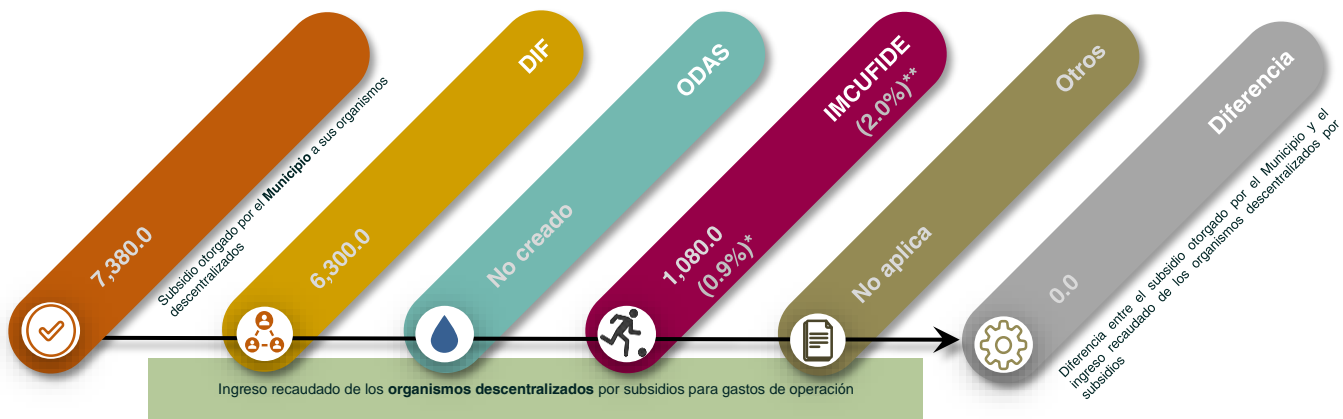 7,380.0
Subsidio otorgado por el Municipio a sus organismos
descentralizados
DIF
6,300.0
ODAS
No creado
IMCUFIDE
(2.0%)**
1,080.0
(0.9%)*
Otros
No aplica
Diferencia
0.0
Diferencia entre el subsidio otorgado por el Municipio y el
ingreso recaudado de los organismos descentralizados por
subsidios
Ingreso recaudado de los organismos descentralizados por subsidios para gastos de operación